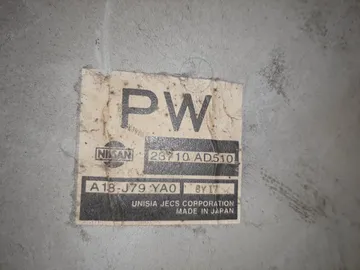 PW
NISSAN
23710 AD510
A18-J79 YA0 8Y17
UNISIA JECS CORPORATION
MADE IN JAPAN